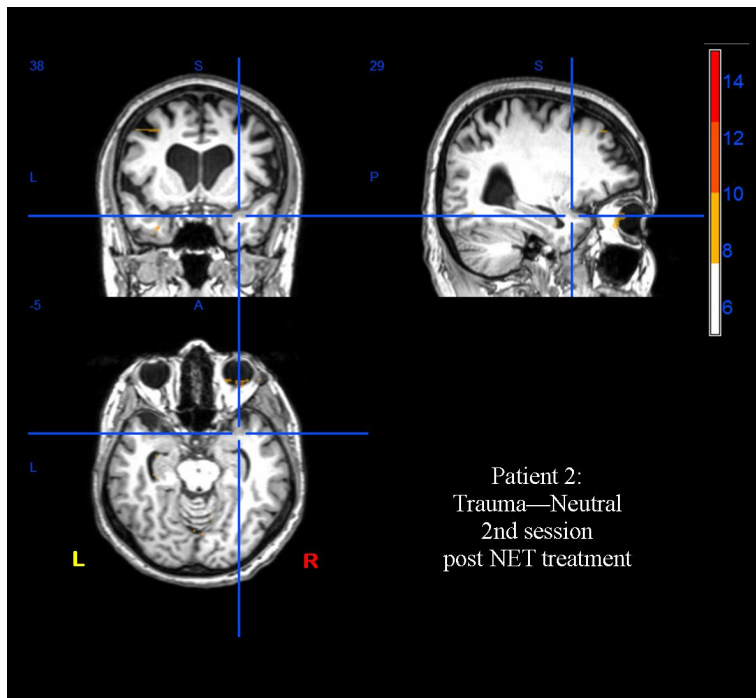 38
S
29
S
L
P
14
12
10
8
6
-5
A
L
L
R
Patient 2:
Trauma—Neutral
2nd session
post NET treatment